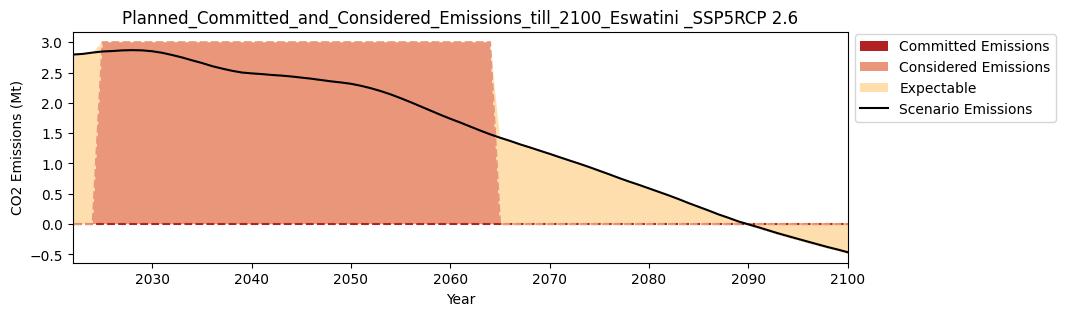 Planned_Committed_and_Considered_Emissions_till_2100_Eswatini _SSP5RCP 2.6
CO2 Emissions (Mt)
3.0
2.5
2.0
1.5
1.0
0.5
0.0
−0.5
2030
2040
2050
2060
2070
2080
2090
2100
Year
Committed Emissions
Considered Emissions
Expectable
Scenario Emissions